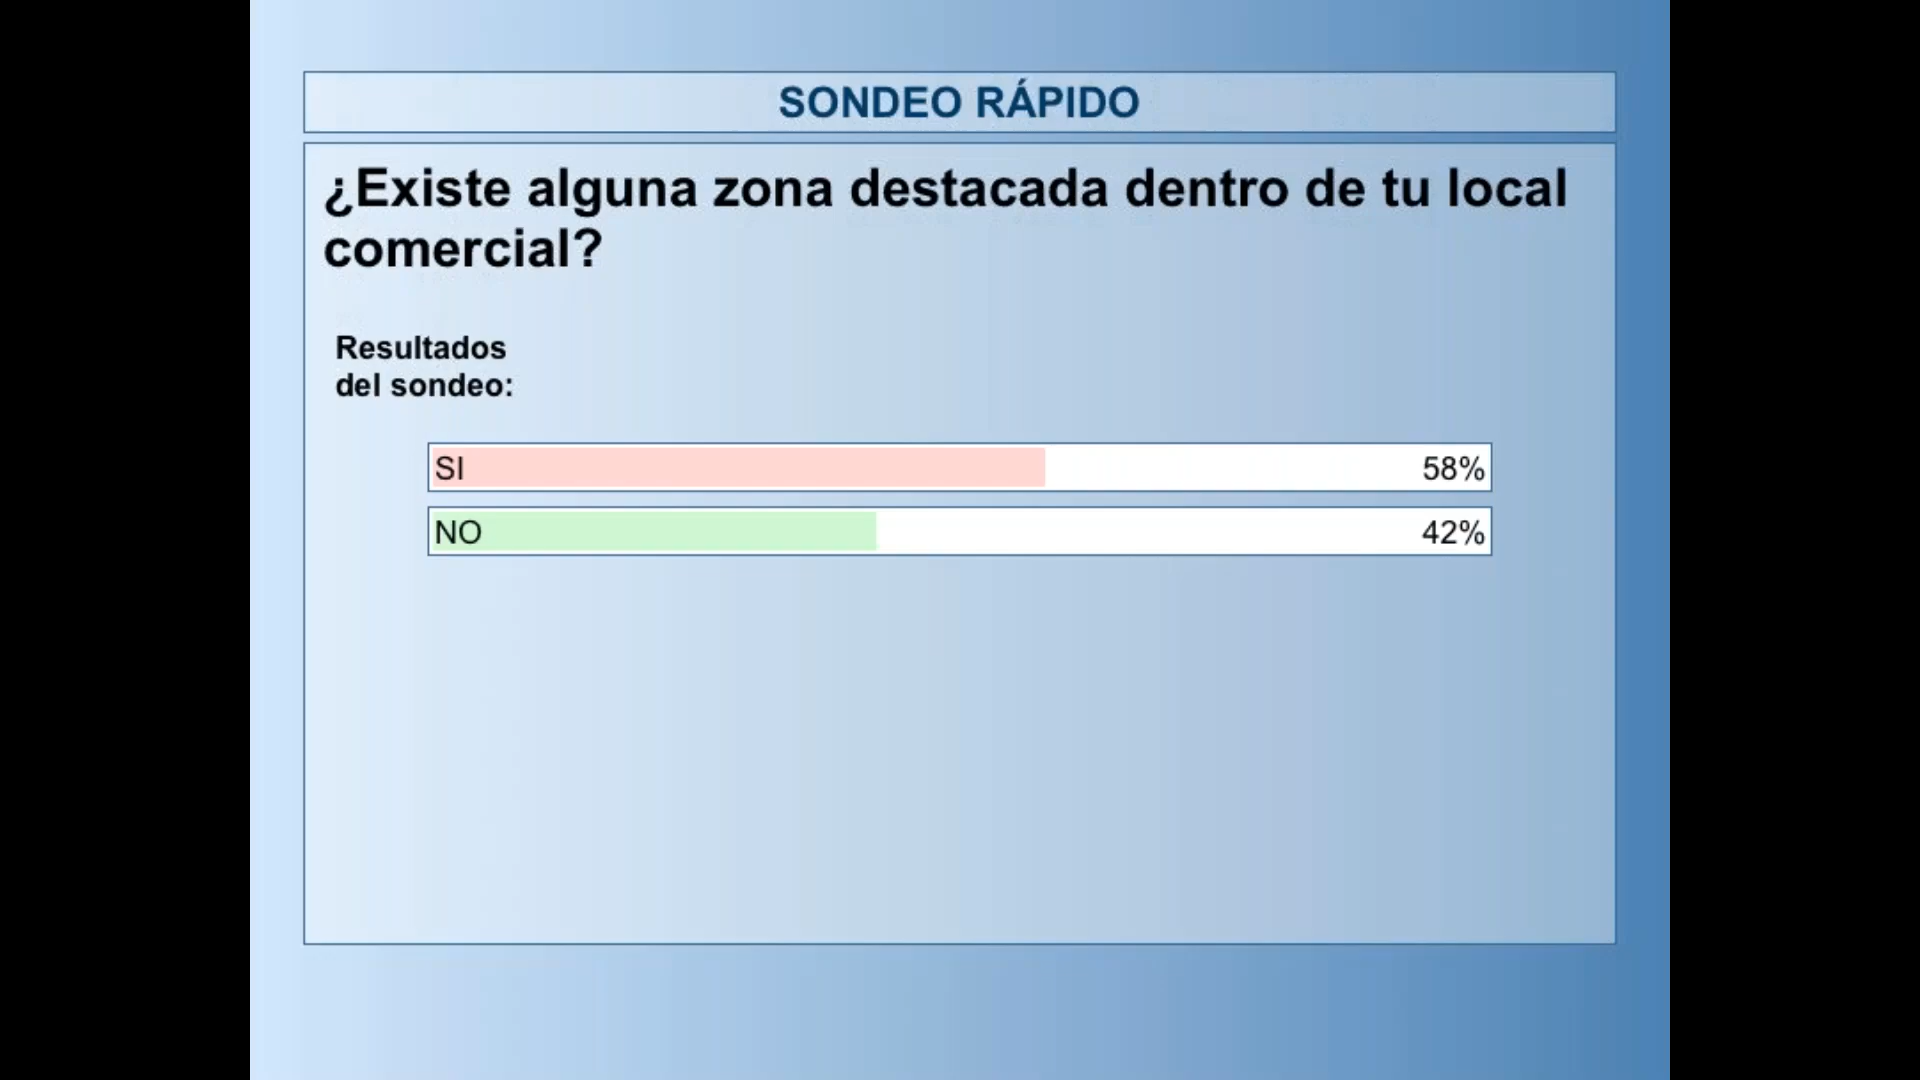 SONDEO RÁPIDO
¿Existe alguna zona destacada dentro de tu local
comercial?
Resultados
del sondeo:
SI 58%
NO 42%